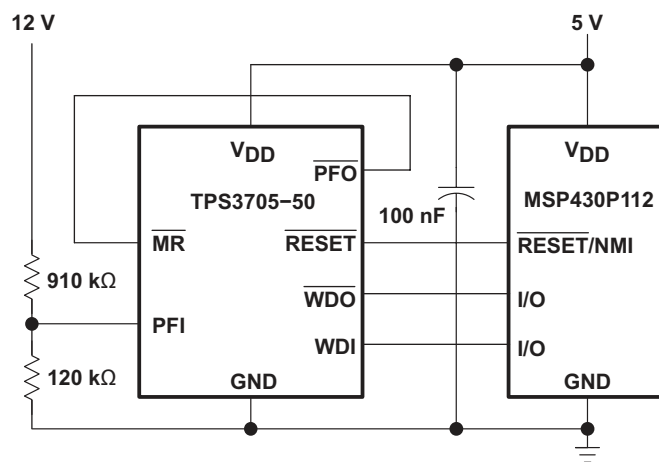 12 V
5 V
VDD
PFO
TPS3705−50
VDD
MSP430P112
100 nF
MR
RESET
RESET/NMI
910 kΩ
WDO
I/O
PFI
WDI
I/O
120 kΩ
GND
GND